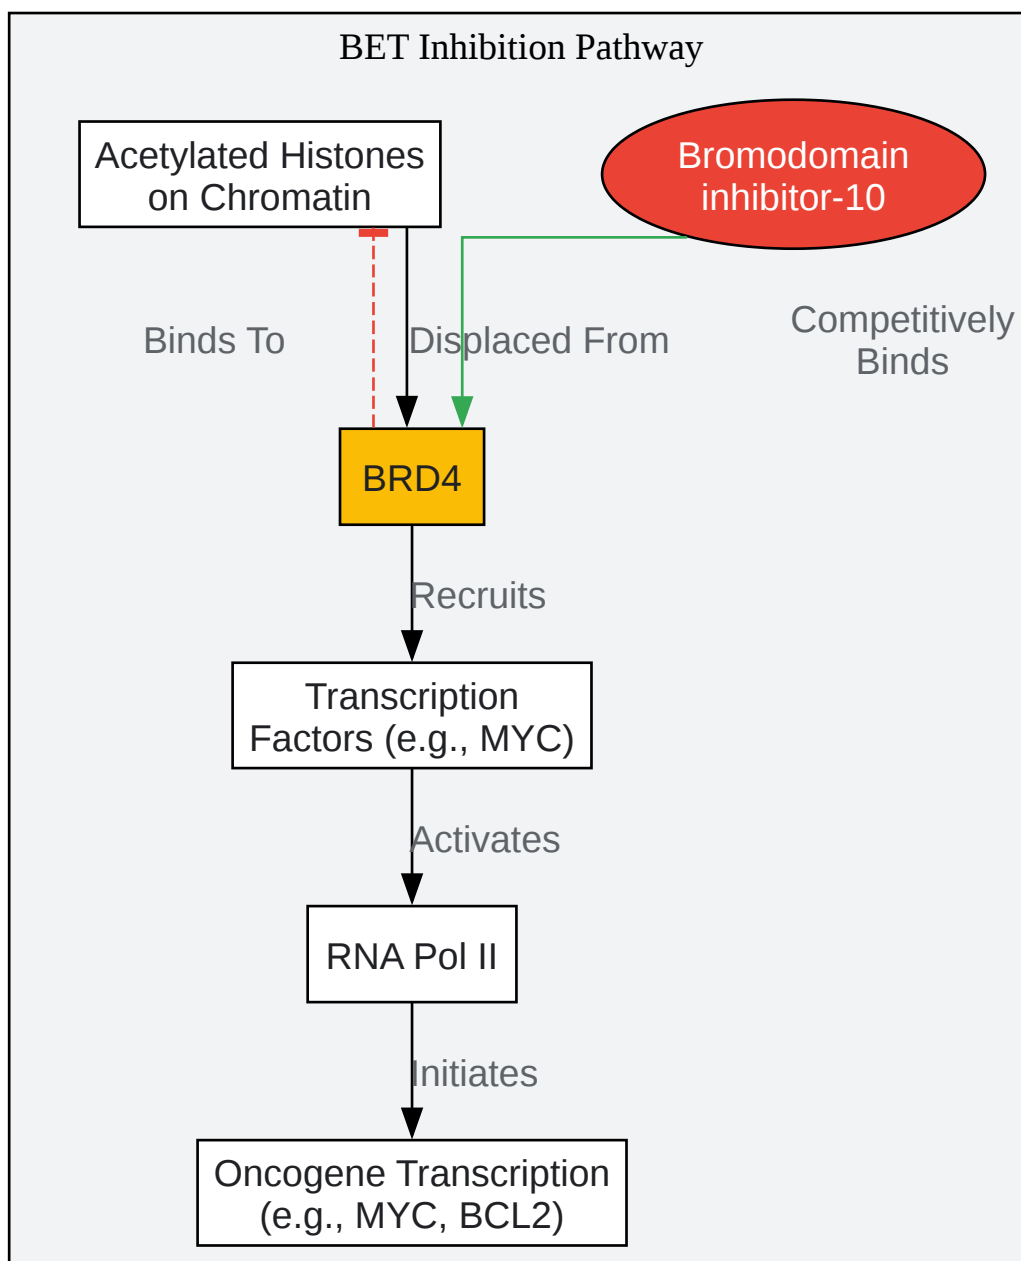 BET Inhibition Pathway
Acetylated Histones
on Chromatin
Bromodomain
inhibitor-10
Binds To
Displaced From
Competitively
Binds
BRD4
Recruits
Transcription
Factors (e.g., MYC)
Activates
RNA Pol II
Initiates
Oncogene Transcription
(e.g., MYC, BCL2)